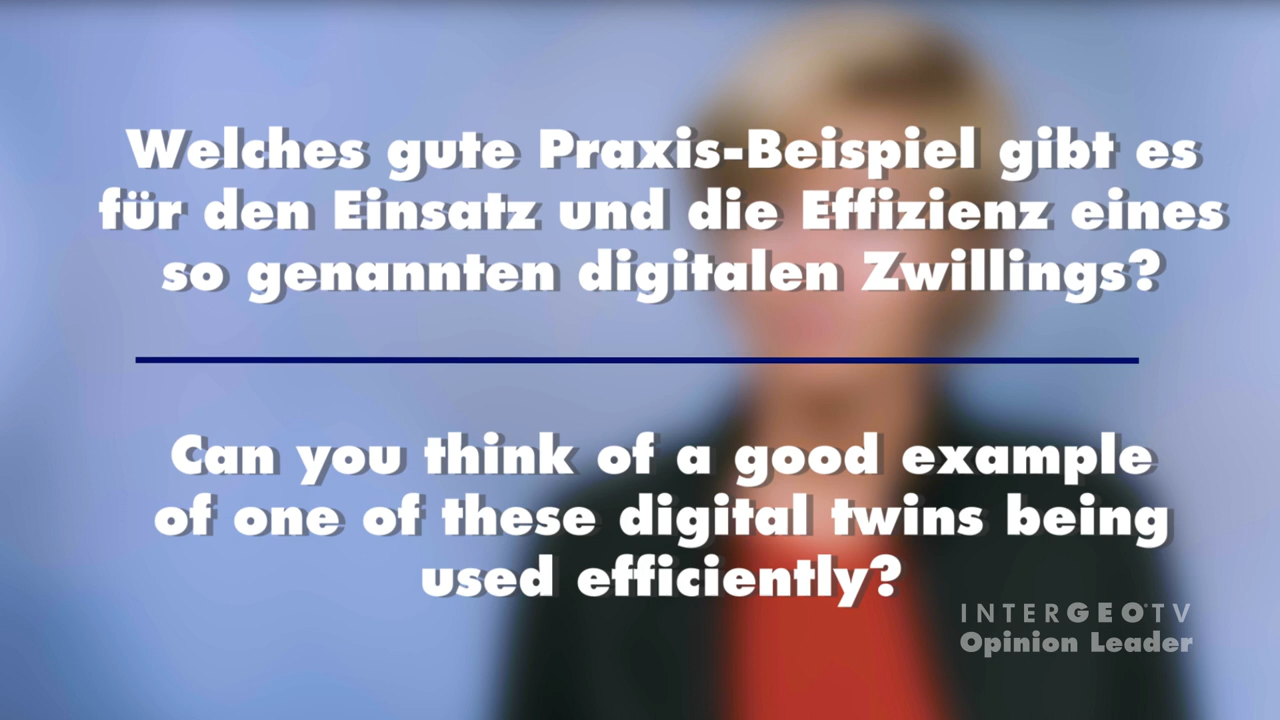 Welches gute Praxis-Beispiel gibt es
für den Einsatz und die Effizienz eines
so genannten digitalen Zwillings?
Can you think of a good example
of one of these digital twins being
used efficiently?
INTERGEO°TV
Opinion Leader